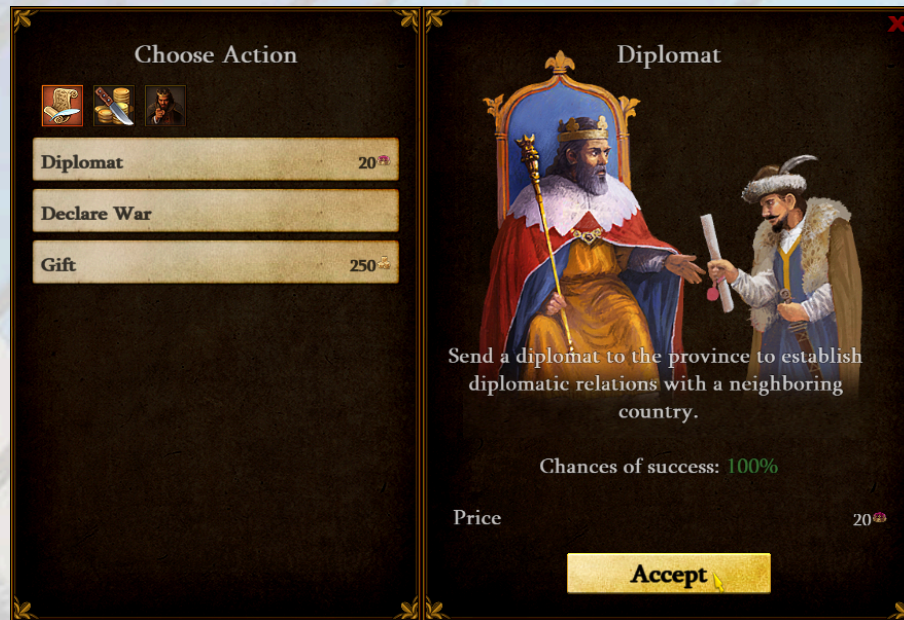 Choose Action
Diplomat 20
Declare War
Gift 250
Diplomat
Send a diplomat to the province to establish
diplomatic relations with a neighboring
country.
Chances of success: 100%
Price 20
Accept